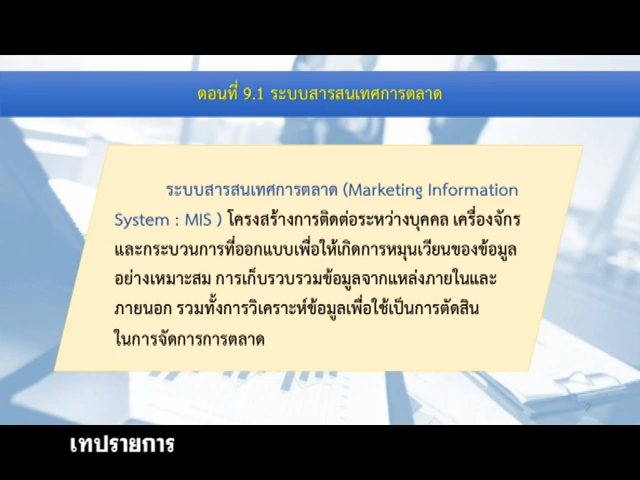 ตอนที่ 9.1 ระบบสารสนเทศการตลาด
ระบบสารสนเทศการตลาด (Marketing Information
System : MIS ) โครงสร้างการติดต่อระหว่างบุคคล เครื่องจักร
และกระบวนการที่ออกแบบเพื่อให้เกิดการหมุนเวียนของข้อมูล
อย่างเหมาะสม การเก็บรวบรวมข้อมูลจากแหล่งภายในและ
ภายนอก รวมทั้งการวิเคราะห์ข้อมูลเพื่อใช้เป็นการตัดสิน
ในการจัดการการตลาด
เทปรายการ